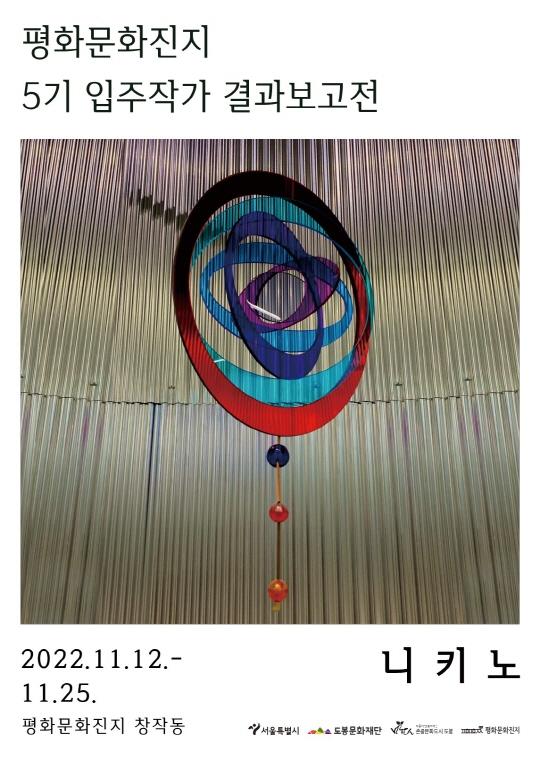 평화문화진지
5기 입주작가 결과보고전
2022.11.12.-
11.25.
니키노
평화문화진지 창작동
서울특별시
도봉문화재단
은공문화도시 도봉
평화문화진지